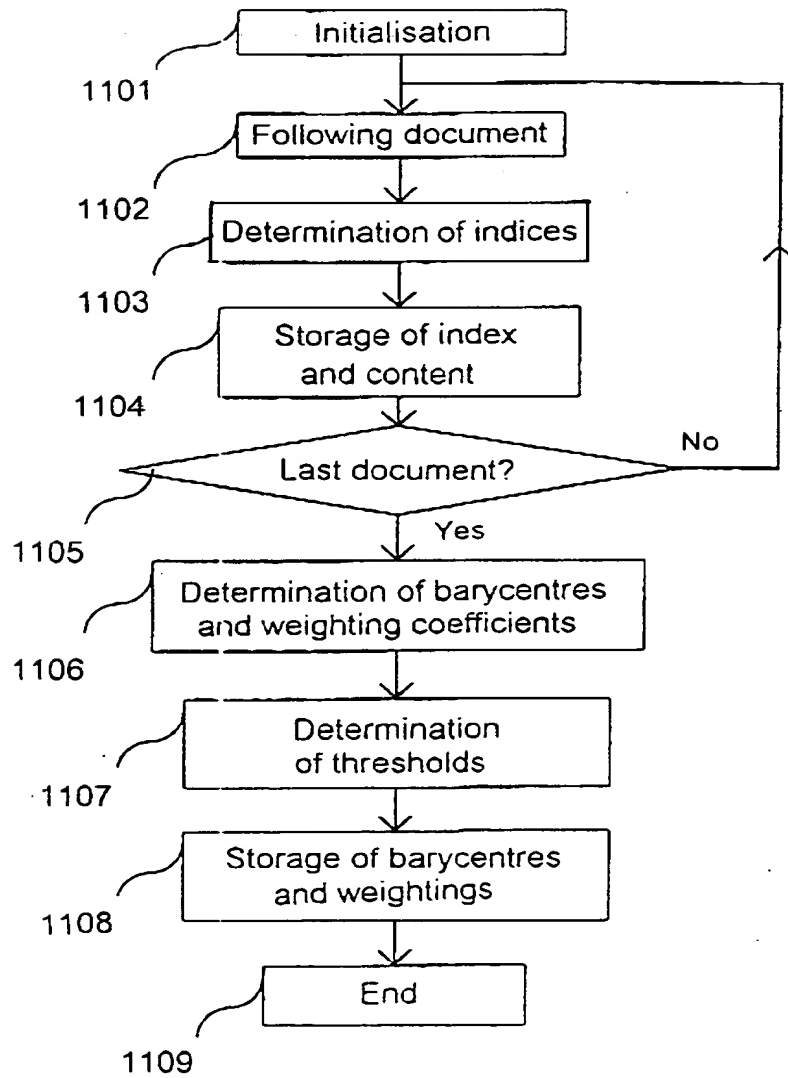 Initialisation
1101
Following document
1102
Determination of indices
1103
Storage of index
and content
1104
No
Last document?
1105
Yes
Determination of barycentres
and weighting coefficients
1106
Determination
of thresholds
1107
Storage of barycentres
and weightings
1108
End
1109